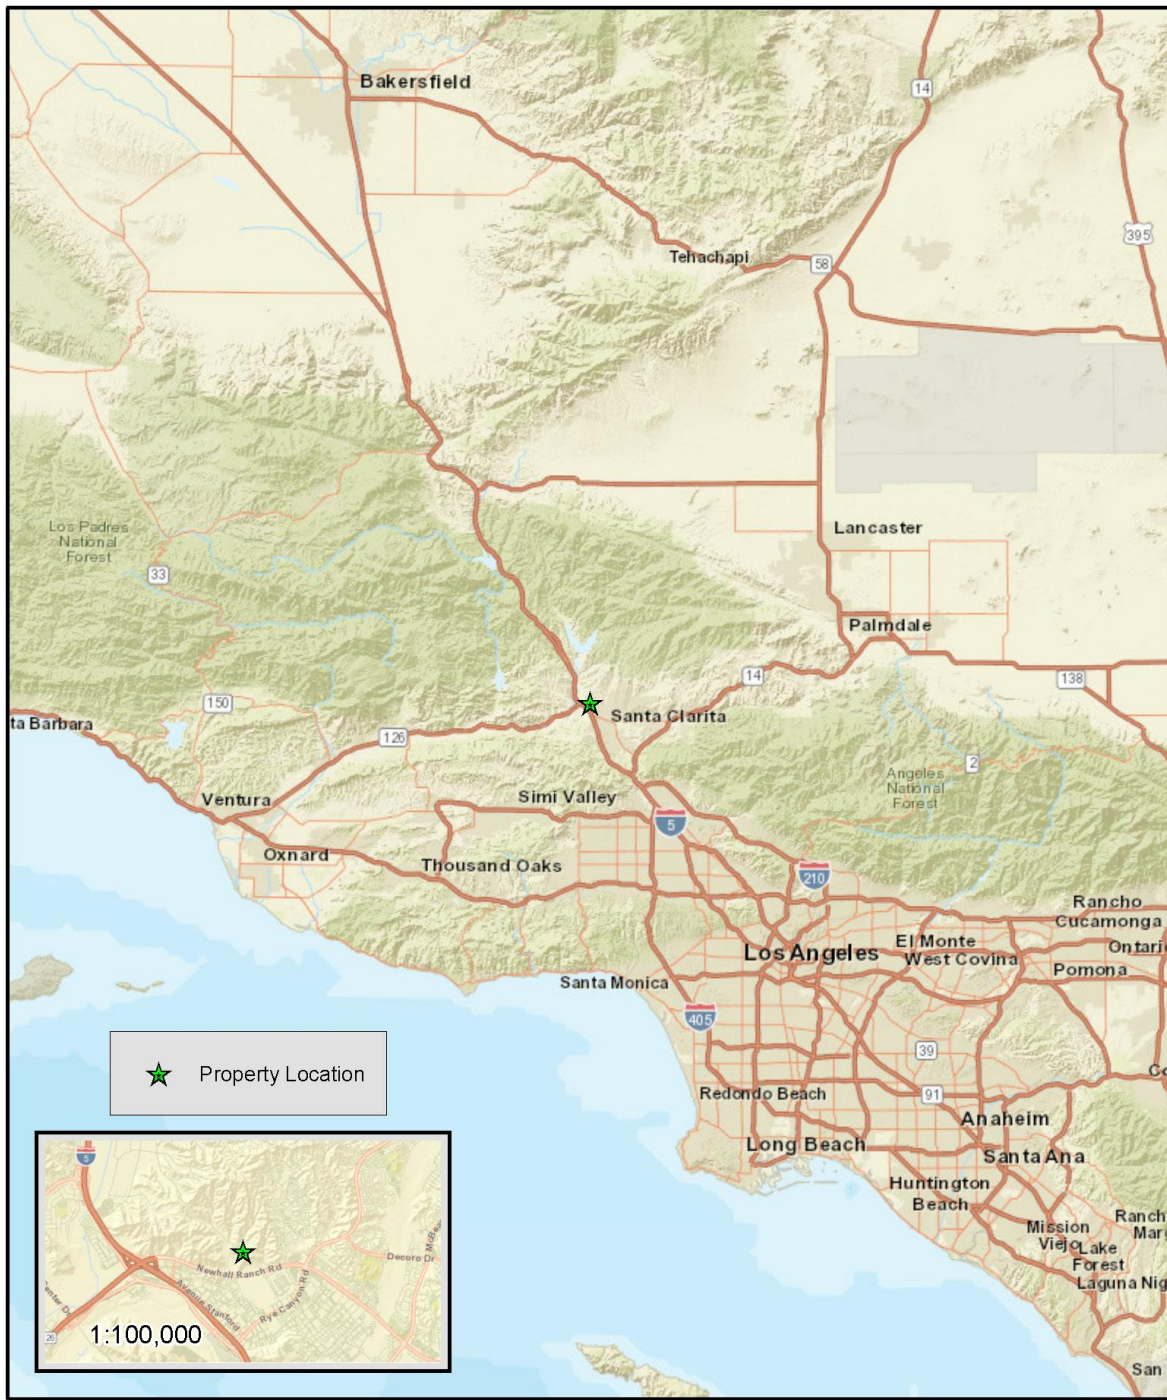 Bakersfield
14
395
Tehachapi
58
Los Padres
National
Forest
Lancaster
33
Palmdale
14
138
150
Santa Clarita
ta Barbara
126
2
Angeles
National
Forest
Ventura
Simi Valley
5
Oxnard
Thousand Oaks
210
Rancho
Cucamonga
El Monte
Ontari
Los Angeles
West Covina
Pomona
Santa Monica
405
39
Property Location
Co
Redondo Beach
91
Anaheim
Long Beach
Santa Ana
Huntington
Beach
Ranch
Mar
Mission
Viejo
Lake
Forest
Laguna Nig
San
5
McBea
Decoro Dr
Newhall Ranch Rd
Avenue Stanford
Rye Canyon Rd
Center Dr
26
1:100,000